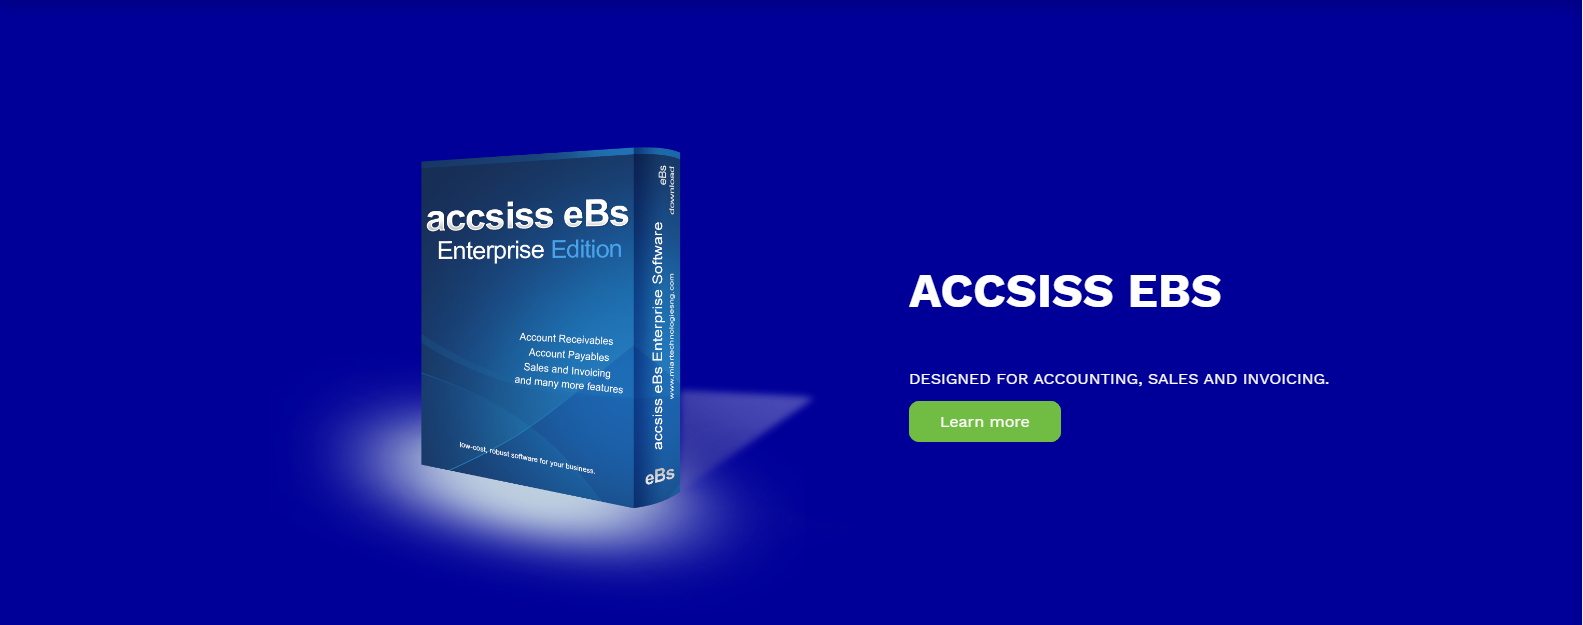 accsiss eBs
Enterprise Edition
Account Receivables
Account Payables
Sales and Invoicing
and many more features
low-cost, robust software for your business.
eBs
download
accsiss eBs Enterprise Software
www.miartechnologiesng.com
eBs
ACCSISS EBS
DESIGNED FOR ACCOUNTING, SALES AND INVOICING.
Learn more